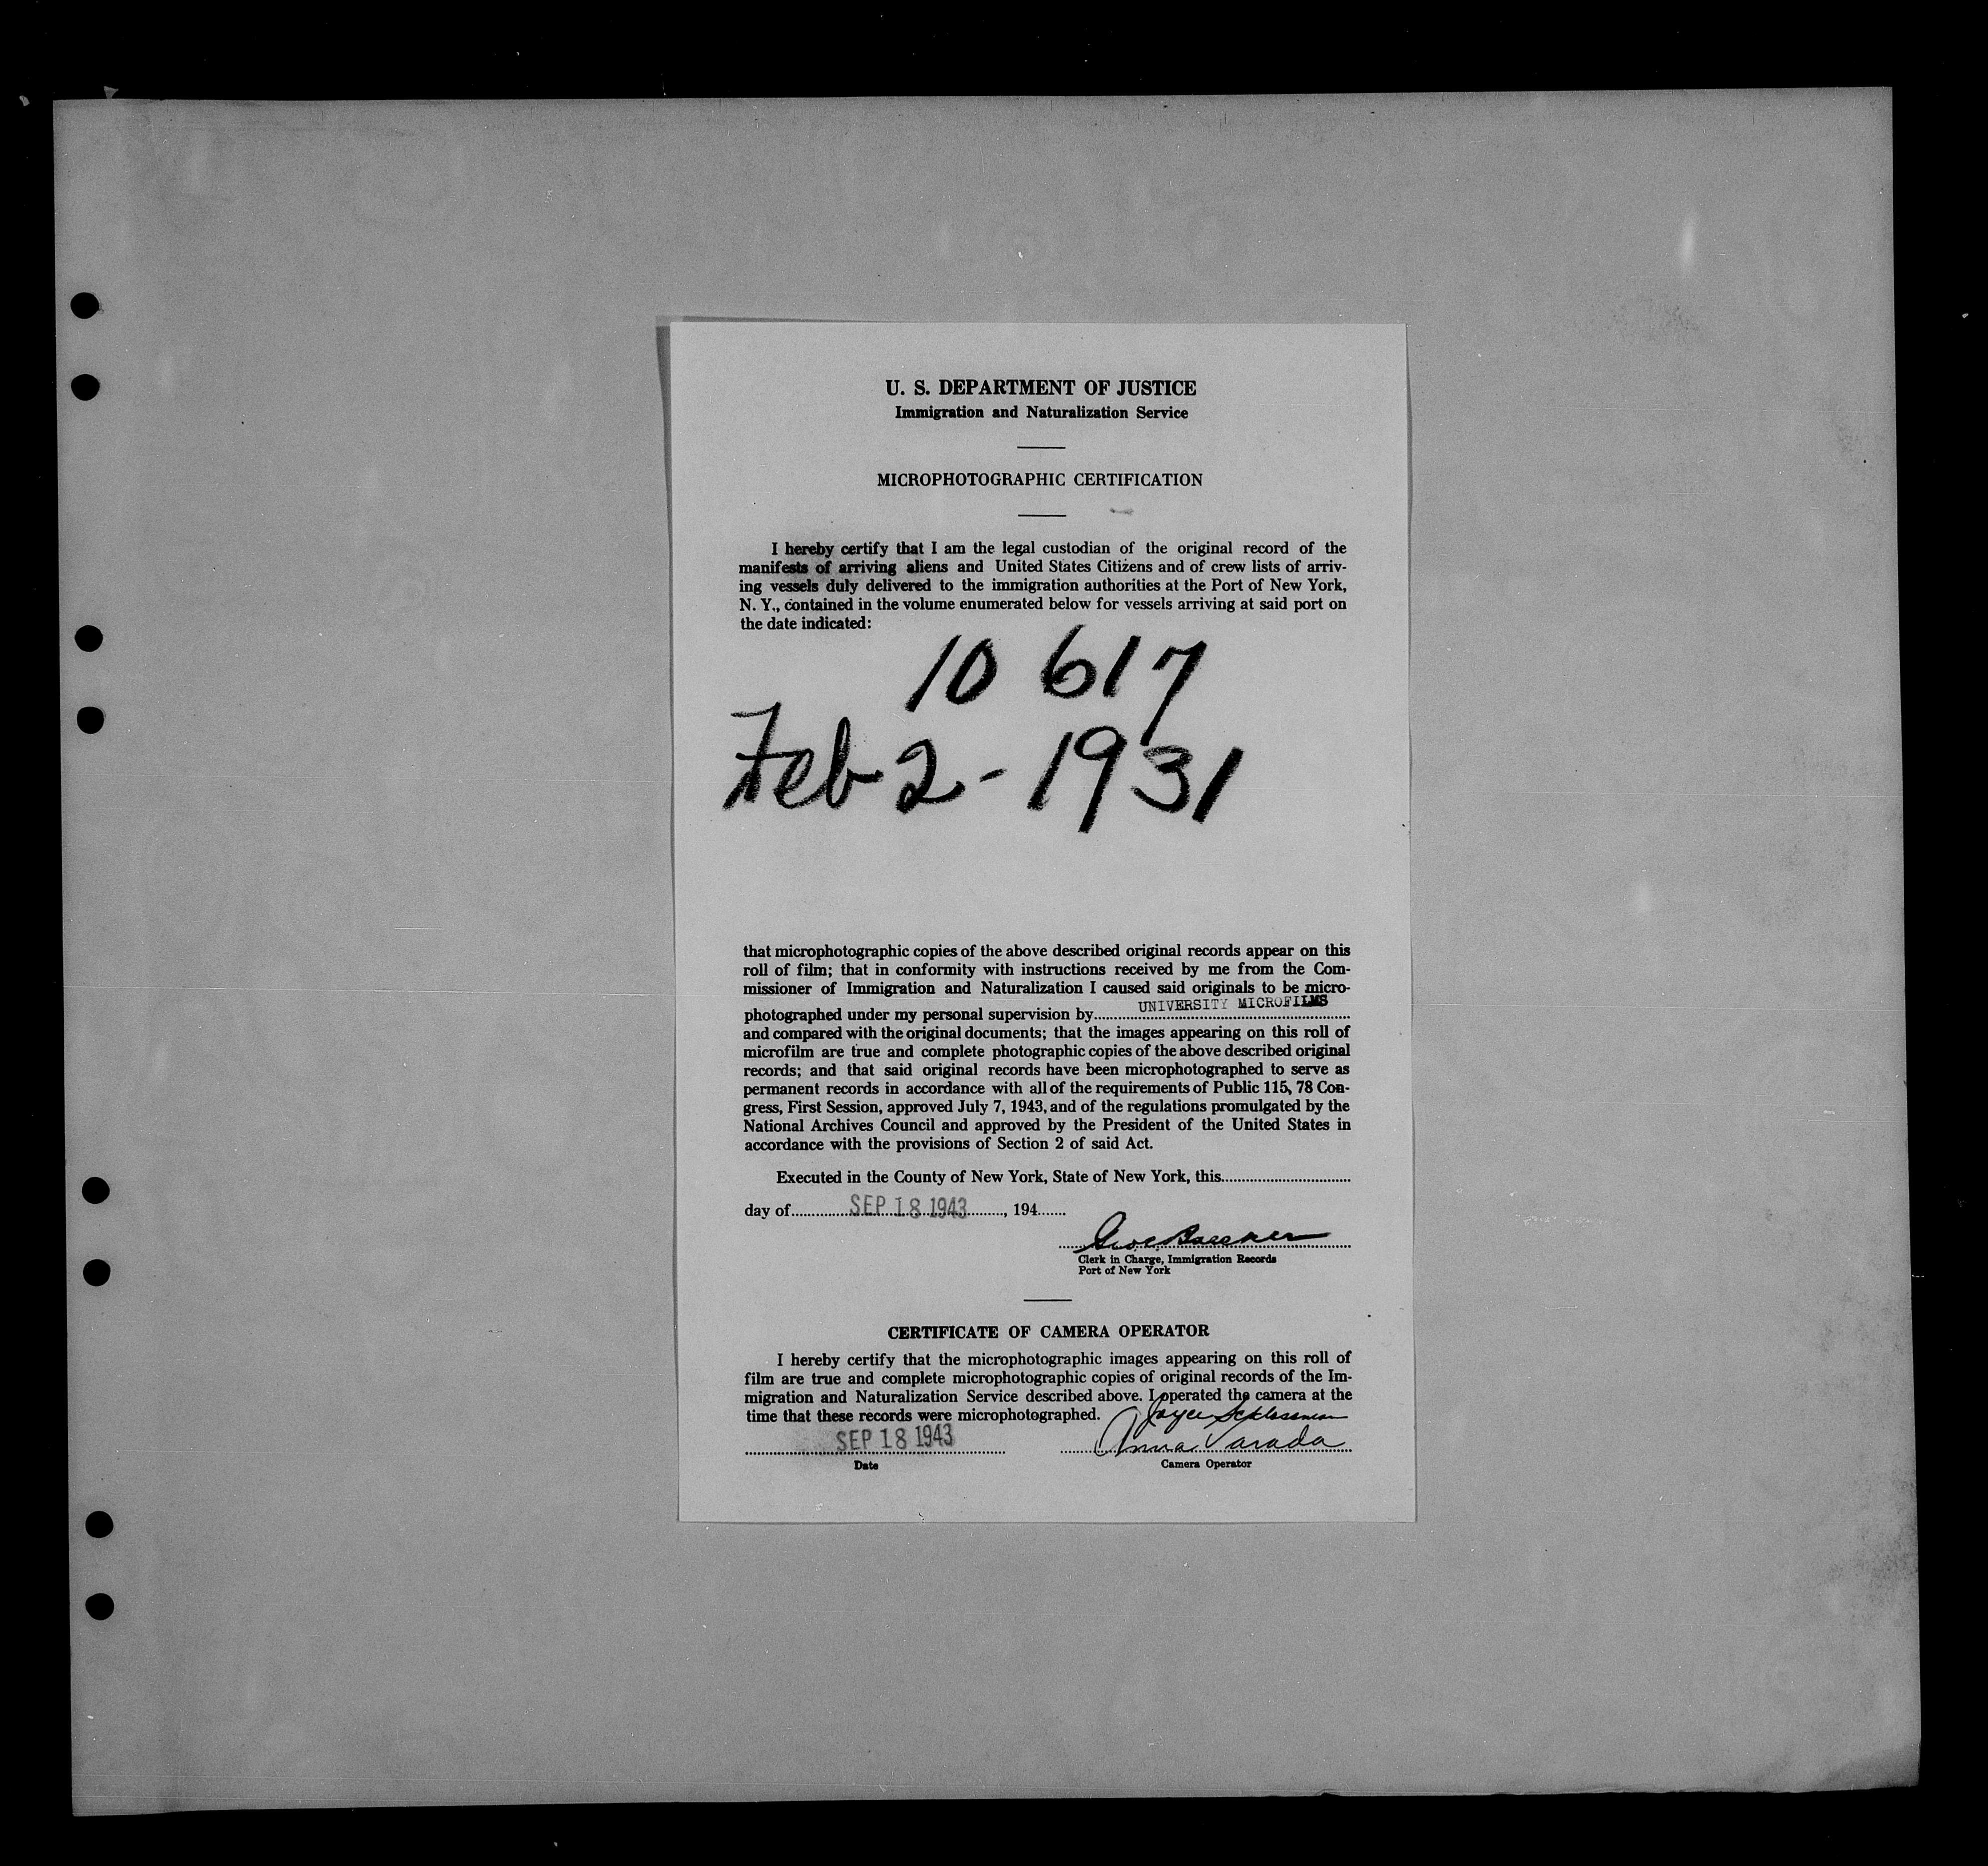 U. S. DEPARTMENT OF JUSTICE
Immigration and Naturalization Service
MICROPHOTOGRAPHIC CERTIFICATION
I hereby certify that I am the legal custodian of the original record of the
manifests of arriving aliens and United States Citizens and of crew lists of arriv-
ing vessels duly delivered to the immigration authorities at the Port of New York,
N. Y., contained in the volume enumerated below for vessels arriving at said port on
the date indicated:
10 617
Feb 2 - 1931
that microphotographic copies of the above described original records appear on this
roll of film; that in conformity with instructions received by me from the Com-
missioner of Immigration and Naturalization I caused said originals to be micro-
photographed under my personal supervision by UNIVERSITY MICROFILMS
and compared with the original documents; that the images appearing on this roll of
microfilm are true and complete photographic copies of the above described original
records; and that said original records have been microphotographed to serve as
permanent records in accordance with all of the requirements of Public 115, 78 Con-
gress, First Session, approved July 7, 1943, and of the regulations promulgated by the
National Archives Council and approved by the President of the United States in
accordance with the provisions of Section 2 of said Act.
Executed in the County of New York, State of New York, this
day of SEP 18 1943, 194
Clerk in Charge, Immigration Records
Port of New York
CERTIFICATE OF CAMERA OPERATOR
I hereby certify that the microphotographic images appearing on this roll of
film are true and complete microphotographic copies of original records of the Im-
migration and Naturalization Service described above. I operated the camera at the
time that these records were microphotographed. Joyce
SEP 18 1943 Anna Varada
Date Camera Operator